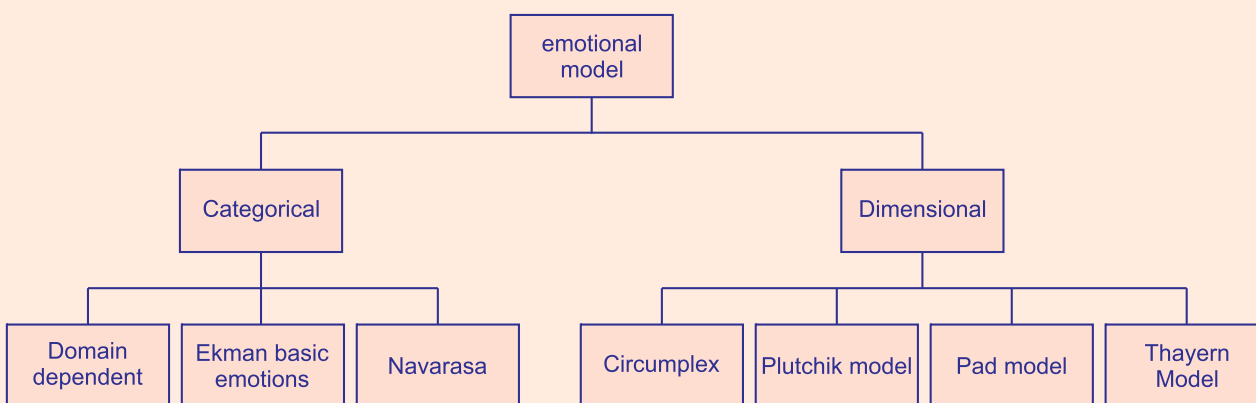 emotional
model
Categorical
Dimensional
Domain
dependent
Ekman basic
emotions
Navarasa
Circumplex
Plutchik model
Pad model
Thayern
Model